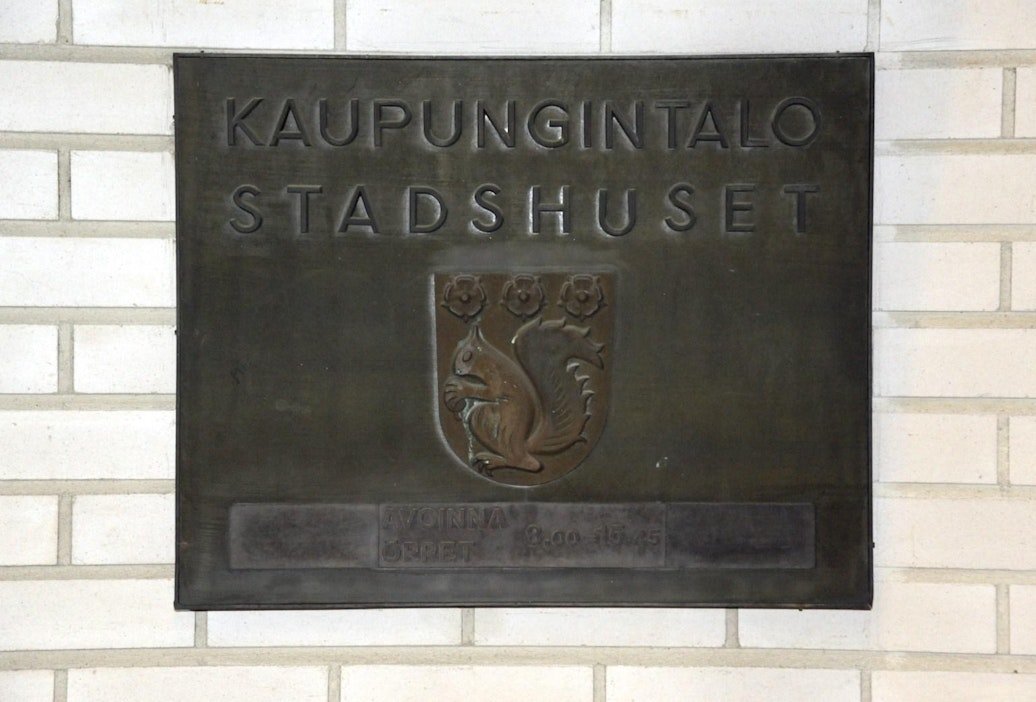 KAUPUNGINTALO
STADSHUSET
AVOINNA
ÖPPET
8.00 15.45